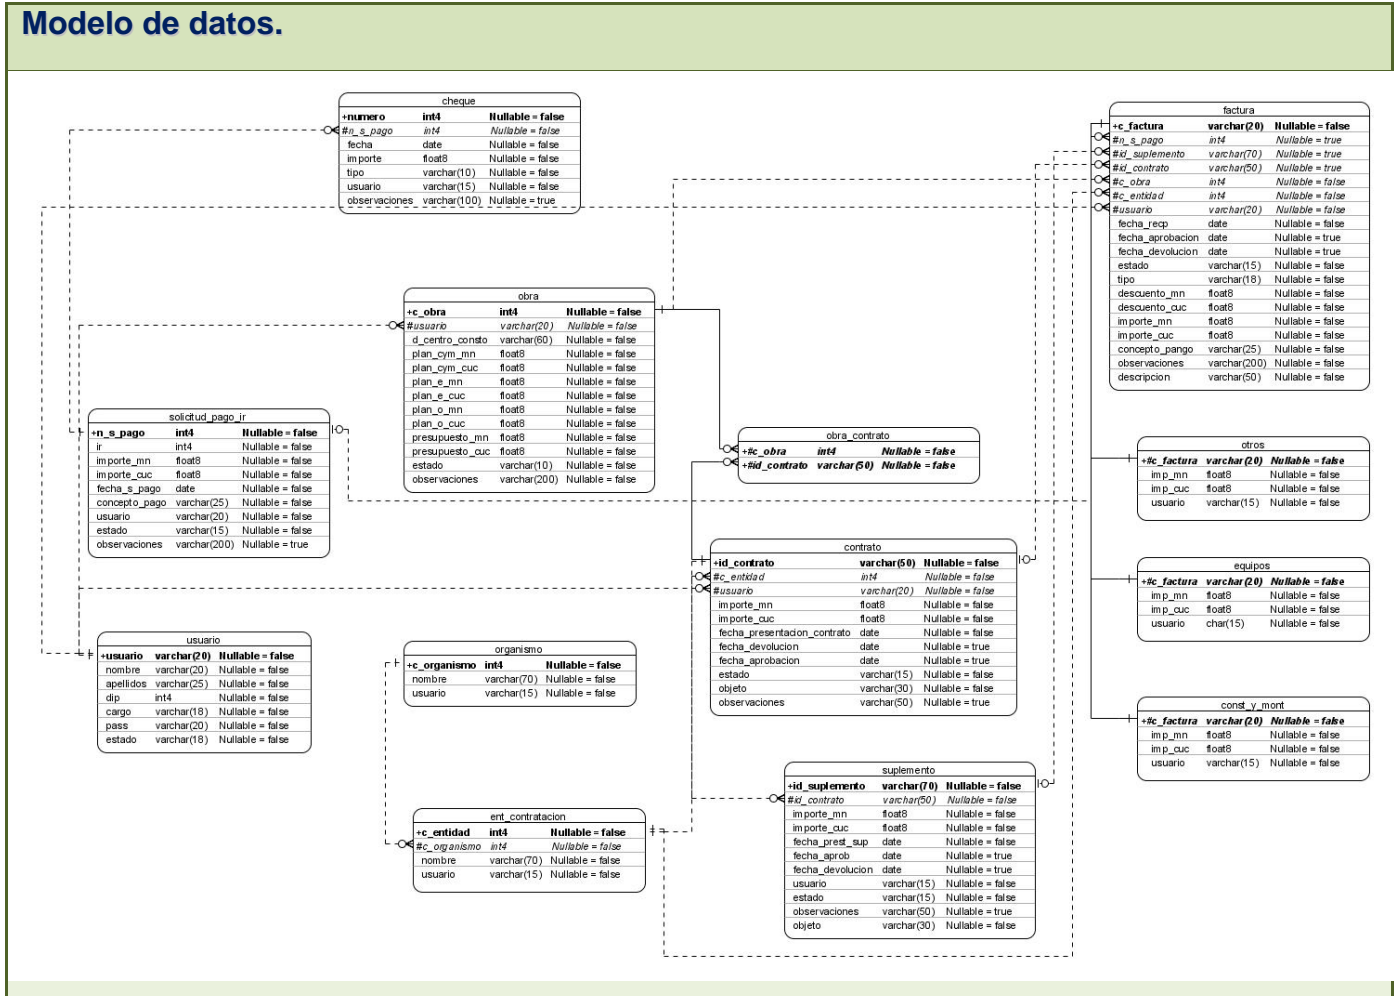 Modelo de datos.
cheque
+numero int4 Nullable = false
#n_s_pago int4 Nullable = false
fecha date Nullable = false
importe float8 Nullable = false
tipo varchar(10) Nullable = false
usuario varchar(15) Nullable = false
observaciones varchar(100) Nullable = true
factura
+c_factura varchar(20) Nullable = false
#n_s_pago int4 Nullable = true
#id_suplemento varchar(70) Nullable = true
#id_contrato varchar(50) Nullable = true
#c_obra int4 Nullable = false
#c_entidad int4 Nullable = false
#usuario varchar(20) Nullable = false
fecha_recp date Nullable = false
fecha_aprobacion date Nullable = true
fecha_devolucion date Nullable = true
estado varchar(15) Nullable = false
tipo varchar(18) Nullable = false
descuento_mn float8 Nullable = false
descuento_cuc float8 Nullable = false
importe_mn float8 Nullable = false
importe_cuc float8 Nullable = false
concepto_pango varchar(25) Nullable = false
observaciones varchar(200) Nullable = false
descripcion varchar(50) Nullable = false
obra
+c_obra int4 Nullable = false
#usuario varchar(20) Nullable = false
d_centro_consto varchar(60) Nullable = false
plan_cym_mn float8 Nullable = false
plan_cym_cuc float8 Nullable = false
plan_e_mn float8 Nullable = false
plan_e_cuc float8 Nullable = false
plan_o_mn float8 Nullable = false
plan_o_cuc float8 Nullable = false
presupuesto_mn float8 Nullable = false
presupuesto_cuc float8 Nullable = false
estado varchar(10) Nullable = false
observaciones varchar(200) Nullable = false
solicitud_pago_ir
+n_s_pago int4 Nullable = false
ir int4 Nullable = false
importe_mn float8 Nullable = false
importe_cuc float8 Nullable = false
fecha_s_pago date Nullable = false
concepto_pago varchar(25) Nullable = false
usuario varchar(20) Nullable = false
estado varchar(15) Nullable = false
observaciones varchar(200) Nullable = true
obra_contrato
+#c_obra int4 Nullable = false
+#id_contrato varchar(50) Nullable = false
otros
+#c_factura varchar(20) Nullable = false
imp_mn float8 Nullable = false
imp_cuc float8 Nullable = false
usuario varchar(15) Nullable = false
contrato
+id_contrato varchar(50) Nullable = false
#c_entidad int4 Nullable = false
#usuario varchar(20) Nullable = false
importe_mn float8 Nullable = false
importe_cuc float8 Nullable = false
fecha_presentacion_contrato date Nullable = false
fecha_devolucion date Nullable = true
fecha_aprobacion date Nullable = true
estado varchar(15) Nullable = false
objeto varchar(30) Nullable = false
observaciones varchar(50) Nullable = true
equipos
+#c_factura varchar(20) Nullable = false
imp_mn float8 Nullable = false
imp_cuc float8 Nullable = false
usuario char(15) Nullable = false
usuario
+usuario varchar(20) Nullable = false
nombre varchar(20) Nullable = false
apellidos varchar(25) Nullable = false
dip int4 Nullable = false
cargo varchar(18) Nullable = false
pass varchar(20) Nullable = false
estado varchar(18) Nullable = false
organismo
+c_organismo int4 Nullable = false
nombre varchar(70) Nullable = false
usuario varchar(15) Nullable = false
const_y_mont
+#c_factura varchar(20) Nullable = false
imp_mn float8 Nullable = false
imp_cuc float8 Nullable = false
usuario varchar(15) Nullable = false
suplemento
+id_suplemento varchar(70) Nullable = false
#id_contrato varchar(50) Nullable = false
importe_mn float8 Nullable = false
importe_cuc float8 Nullable = false
fecha_prest_sup date Nullable = false
fecha_aprob date Nullable = true
fecha_devolucion date Nullable = true
usuario varchar(15) Nullable = false
estado varchar(15) Nullable = false
observaciones varchar(50) Nullable = true
objeto varchar(30) Nullable = false
ent_contratacion
+c_entidad int4 Nullable = false
#c_organismo int4 Nullable = false
nombre varchar(70) Nullable = false
usuario varchar(15) Nullable = false